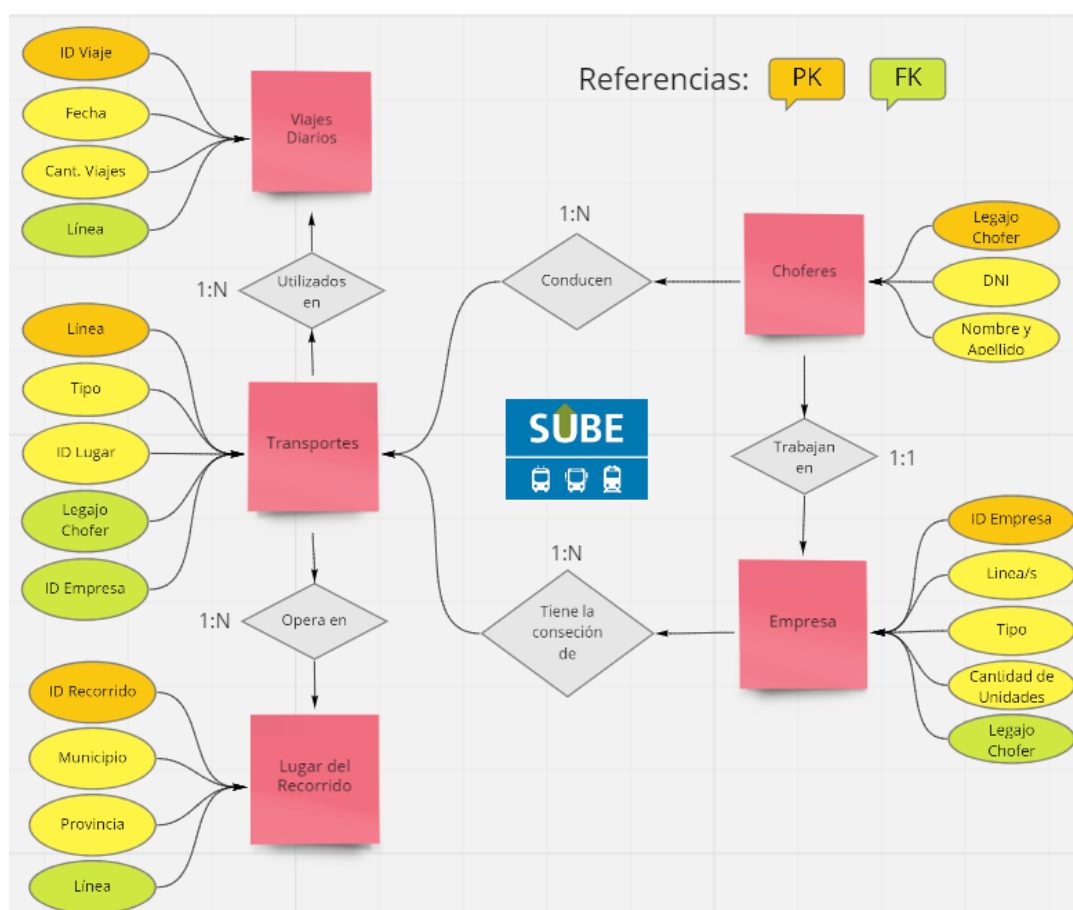 Referencias:
PK
FK
ID Viaje
Fecha
Cant. Viajes
Línea
Viajes
Diarios
1:N
Utilizados
en
Línea
Tipo
ID Lugar
Legajo
Chofer
ID Empresa
Transportes
1:N
Opera en
ID Recorrido
Municipio
Provincia
Línea
Lugar del
Recorrido
1:N
Conducen
SUBE
1:N
Tiene la
conseción
de
Choferes
Legajo
Chofer
DNI
Nombre y
Apellido
Trabajan
en
1:1
Empresa
ID Empresa
Linea/s
Tipo
Cantidad de
Unidades
Legajo
Chofer